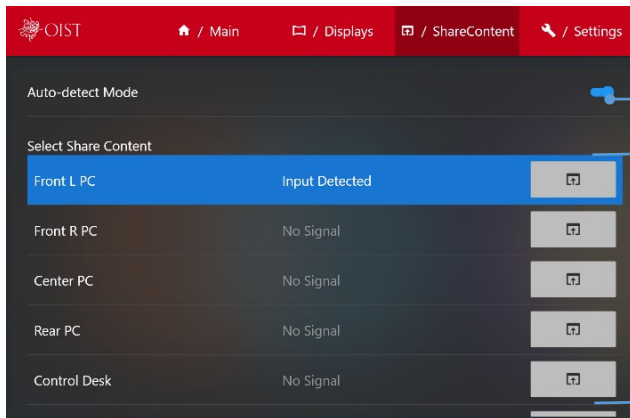 OIST / Main / Displays / ShareContent / Settings
Auto-detect Mode
Select Share Content
Front L PC Input Detected
Front R PC No Signal
Center PC No Signal
Rear PC No Signal
Control Desk No Signal